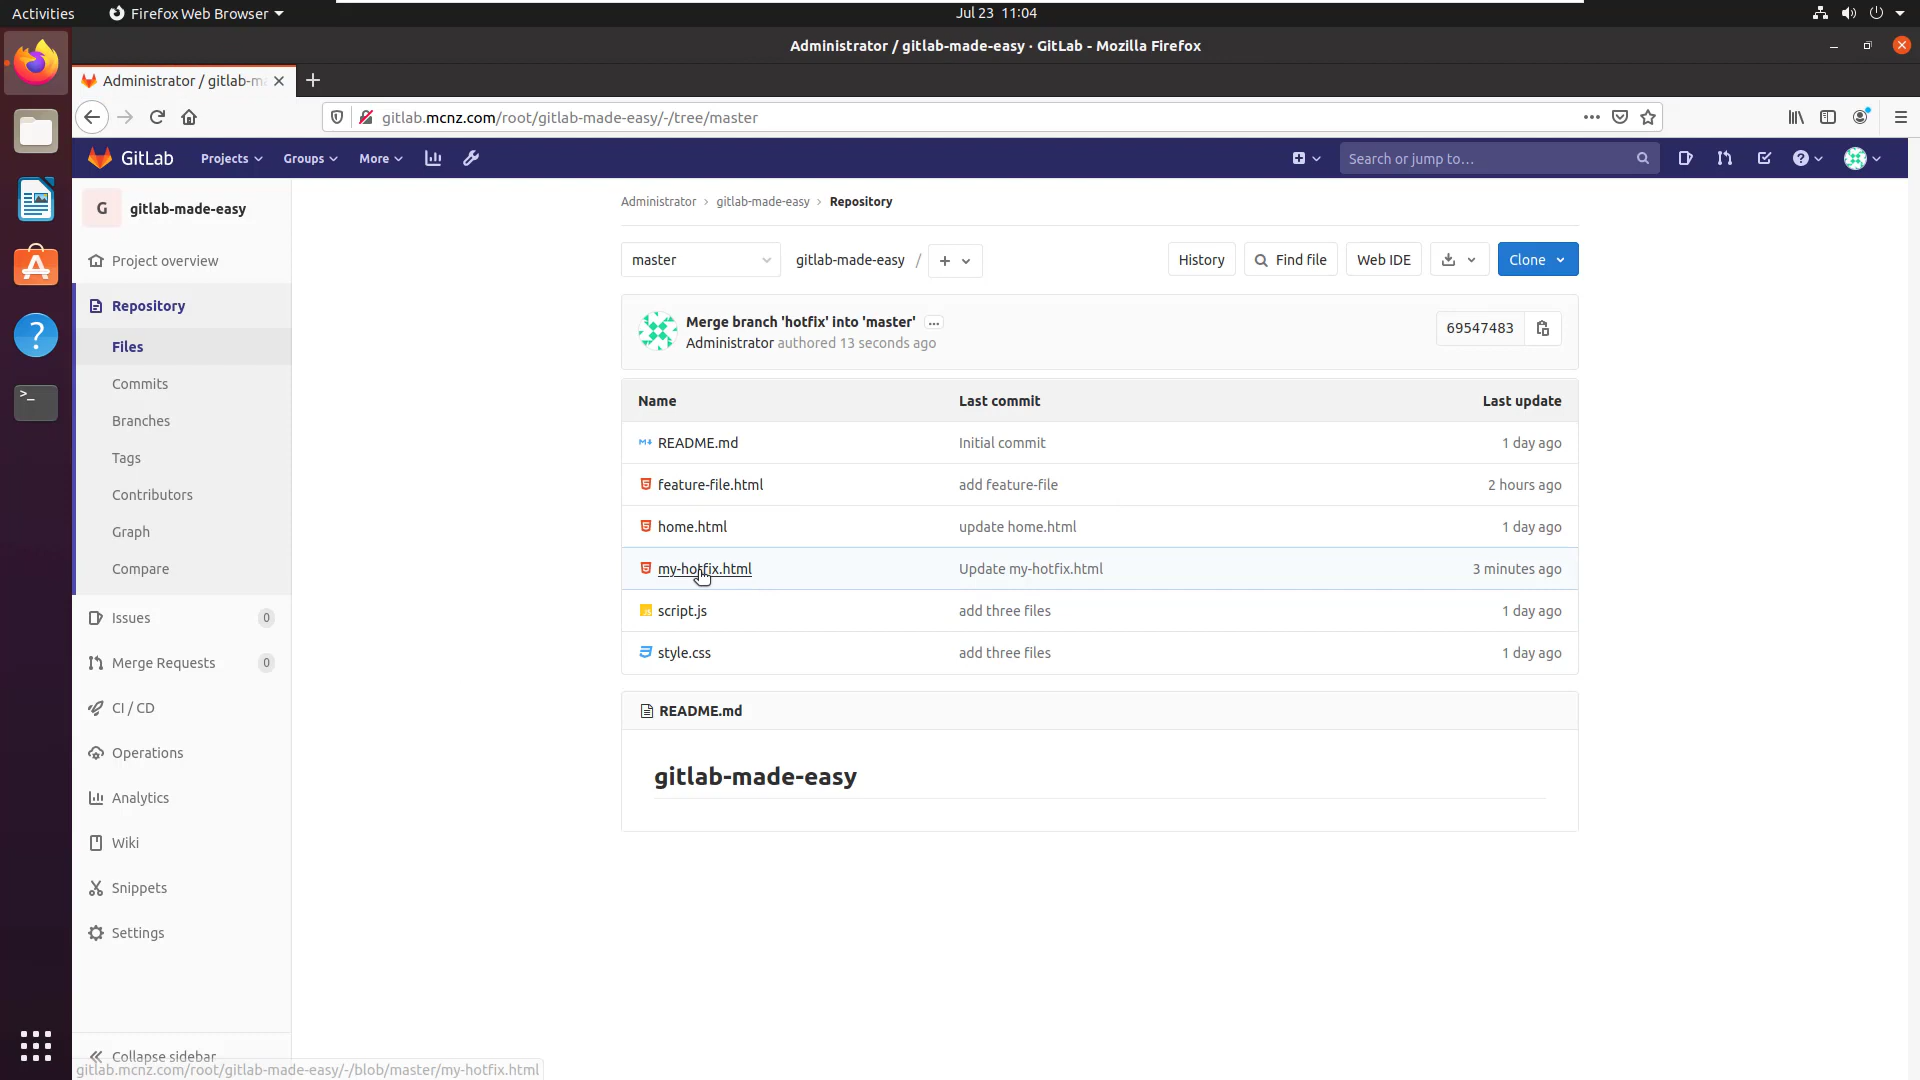 Activities Firefox Web Browser Jul 23 11:04
Administrator / gitlab-made-easy · GitLab - Mozilla Firefox
Administrator / gitlab-ma
gitlab.mcnz.com/root/gitlab-made-easy/-/tree/master
GitLab Projects Groups More Search or jump to…
G gitlab-made-easy
Project overview
Repository
Files
Commits
Branches
Tags
Contributors
Graph
Compare
Issues 0
Merge Requests 0
CI / CD
Operations
Analytics
Wiki
Snippets
Settings
Collapse sidebar
Administrator › gitlab-made-easy › Repository
master gitlab-made-easy / + History Find file Web IDE Clone
Merge branch 'hotfix' into 'master' ...
Administrator authored 13 seconds ago
69547483
Name Last commit Last update
README.md Initial commit 1 day ago
feature-file.html add feature-file 2 hours ago
home.html update home.html 1 day ago
my-hotfix.html Update my-hotfix.html 3 minutes ago
script.js add three files 1 day ago
style.css add three files 1 day ago
README.md
gitlab-made-easy
gitlab.mcnz.com/root/gitlab-made-easy/-/blob/master/my-hotfix.html